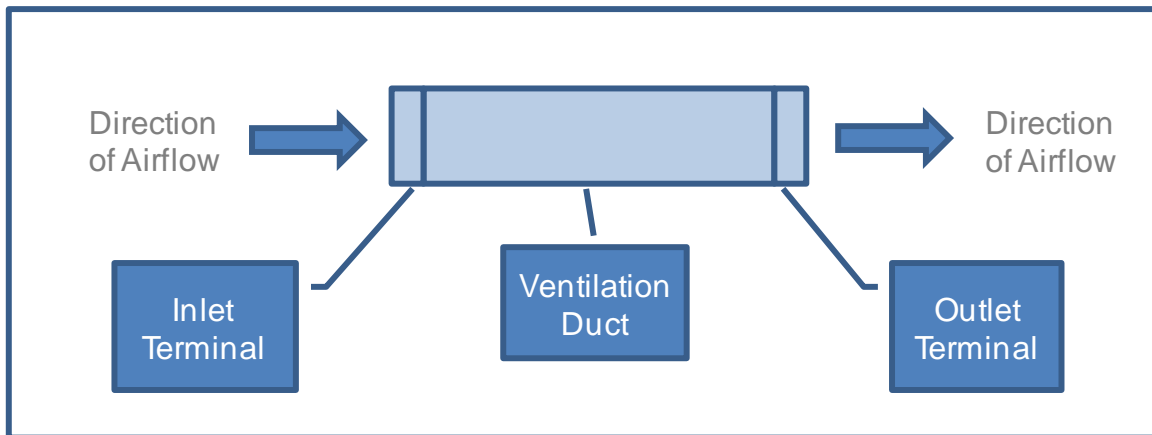 Direction
of Airflow
Direction
of Airflow
Inlet
Terminal
Ventilation
Duct
Outlet
Terminal